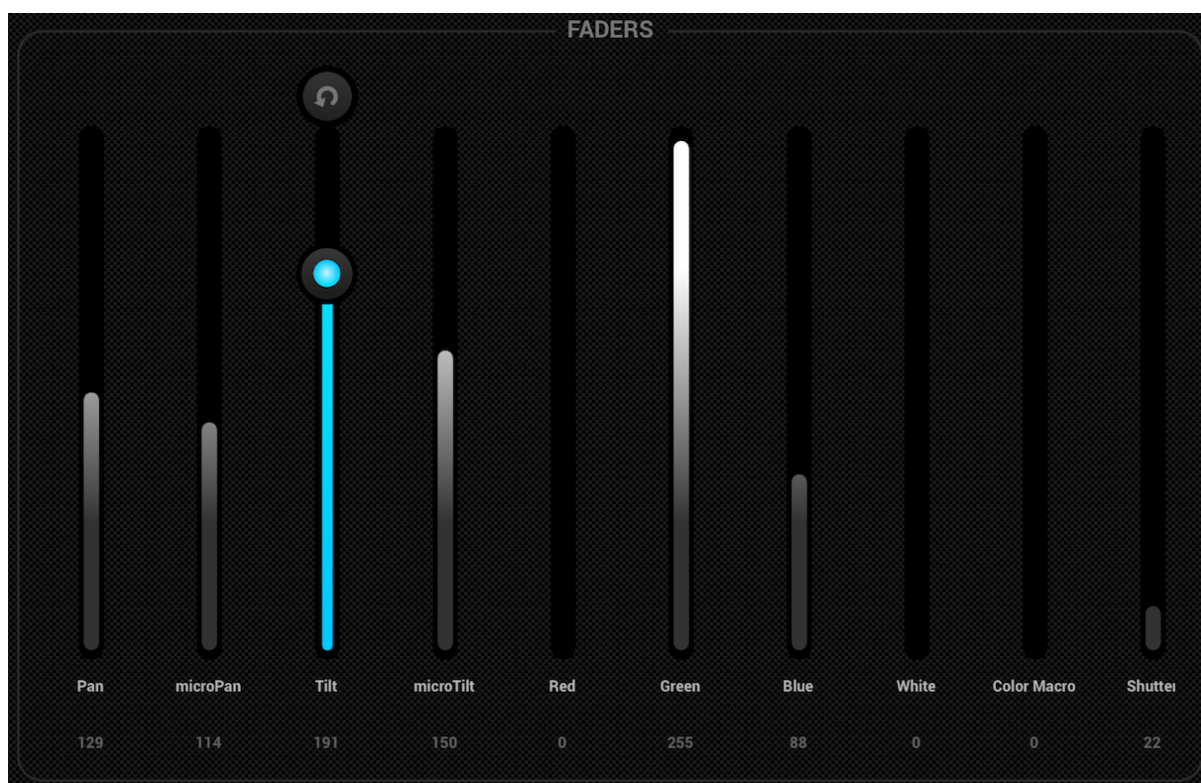 FADERS
Pan microPan Tilt microTilt Red Green Blue White Color Macro Shutter
129 114 191 150 0 255 88 0 0 22